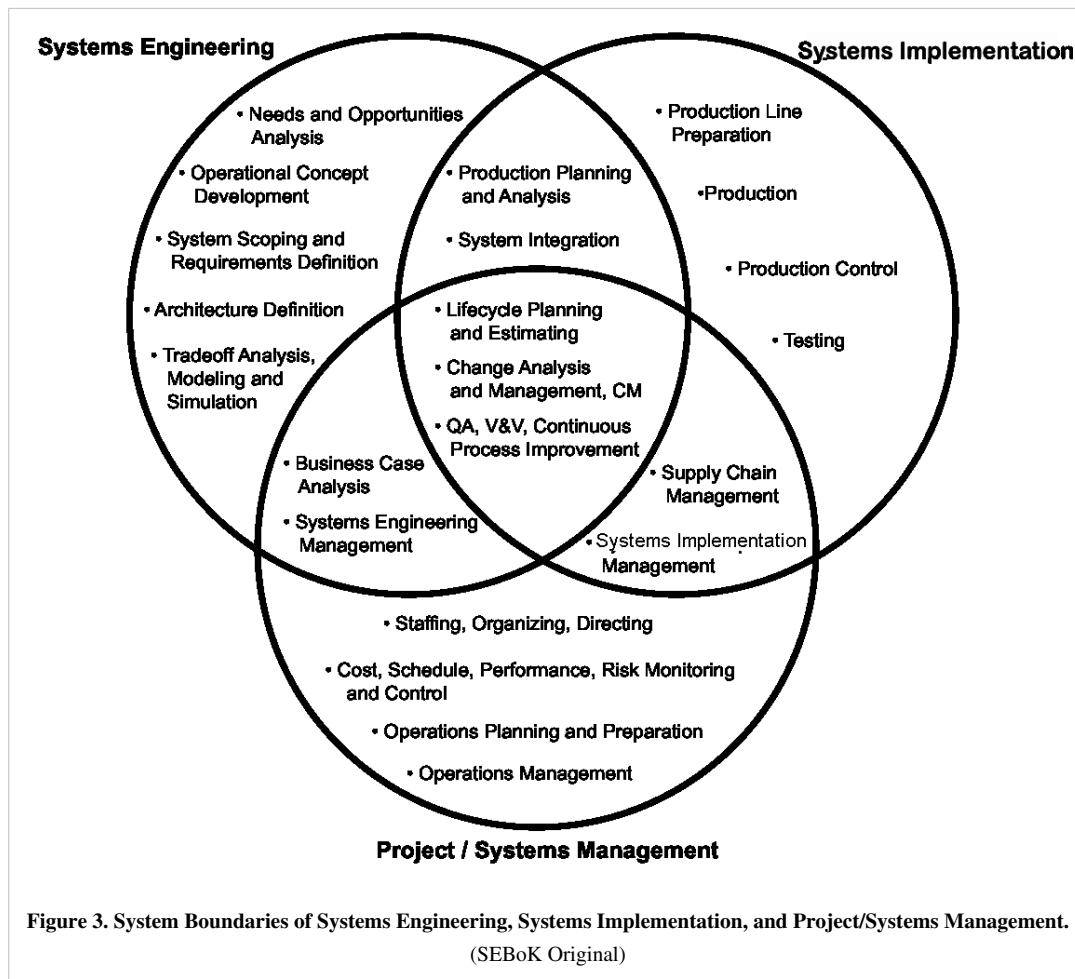 Systems Engineering
Systems Implementation
• Needs and Opportunities
Analysis
• Operational Concept
Development
• System Scoping and
Requirements Definition
• Architecture Definition
• Tradeoff Analysis,
Modeling and
Simulation
• Production Planning
and Analysis
• System Integration
• Production Line
Preparation
• Production
• Production Control
• Testing
• Lifecycle Planning
and Estimating
• Change Analysis
and Management, CM
• QA, V&V, Continuous
Process Improvement
• Business Case
Analysis
• Systems Engineering
Management
• Supply Chain
Management
• Systems Implementation
Management
• Staffing, Organizing, Directing
• Cost, Schedule, Performance, Risk Monitoring
and Control
• Operations Planning and Preparation
• Operations Management
Project / Systems Management
Figure 3. System Boundaries of Systems Engineering, Systems Implementation, and Project/Systems Management.
(SEBoK Original)